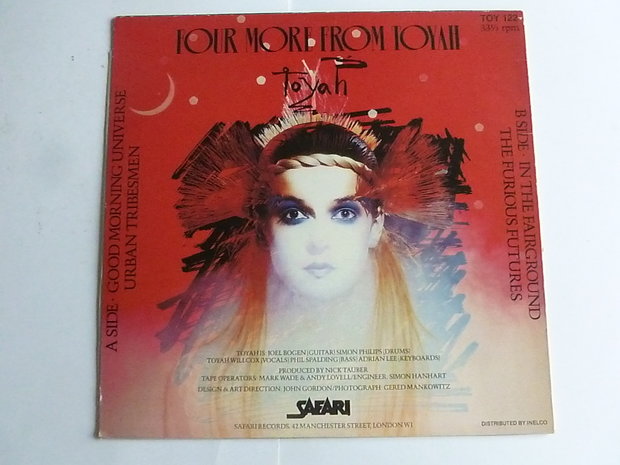 FOUR MORE FROM TOYAH
TOY 122
33⅓ rpm
toyah
A SIDE · GOOD MORNING UNIVERSE
URBAN TRIBESMEN
B SIDE · IN THE FAIRGROUND
THE FURIOUS FUTURES
TOYAH IS: JOEL BOGEN (GUITAR) SIMON PHILIPS (DRUMS)
TOYAH WILLCOX (VOCALS) PHIL SPALDING (BASS) ADRIAN LEE (KEYBOARDS)
PRODUCED BY NICK TAUBER
TAPE OPERATORS: MARK WADE & ANDY LOVELL/ENGINEER: SIMON HANHART
DESIGN & ART DIRECTION: JOHN GORDON/PHOTOGRAPH: GERED MANKOWITZ
SAFARI
SAFARI RECORDS, 42 MANCHESTER STREET, LONDON W1
DISTRIBUTED BY INELCO